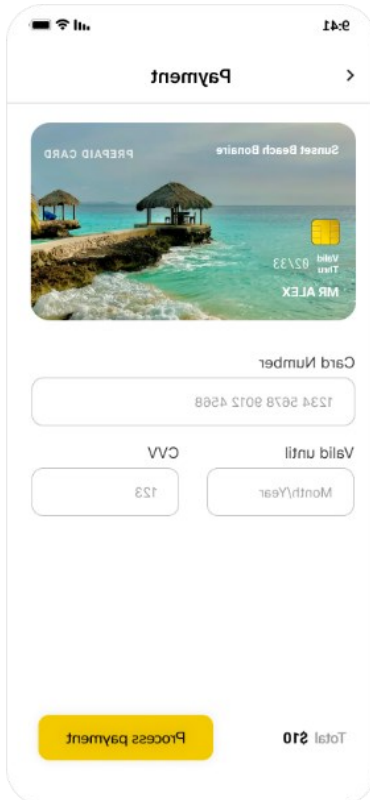 9:41
Payment
Sunset Beach Bonaire PREPAID CARD
Valid
Thru 02/33
MR ALEX
Card Number
1234 5678 9012 4568
Valid until CVV
Month/Year 123
Total $10 Process payment